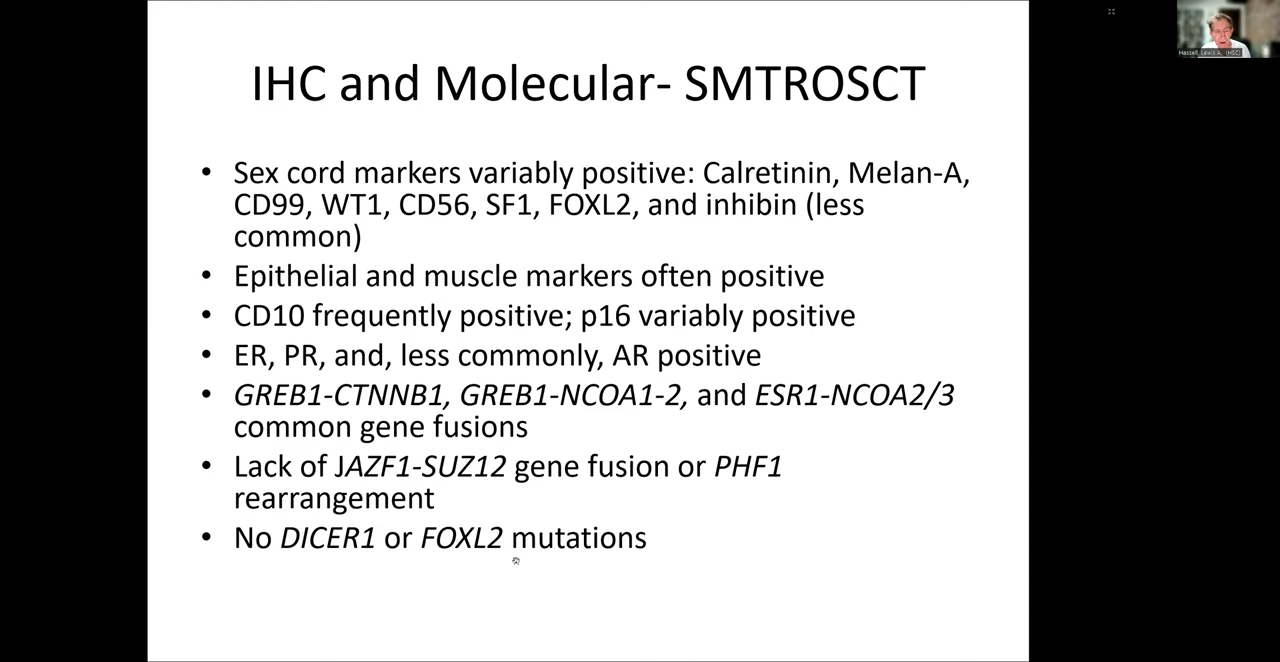 IHC and Molecular- SMTROSCT
• Sex cord markers variably positive: Calretinin, Melan-A,
CD99, WT1, CD56, SF1, FOXL2, and inhibin (less
common)
• Epithelial and muscle markers often positive
• CD10 frequently positive; p16 variably positive
• ER, PR, and, less commonly, AR positive
• GREB1-CTNNB1, GREB1-NCOA1-2, and ESR1-NCOA2/3
common gene fusions
• Lack of JAZF1-SUZ12 gene fusion or PHF1
rearrangement
• No DICER1 or FOXL2 mutations
Hassell, Lewis A. (HSC)